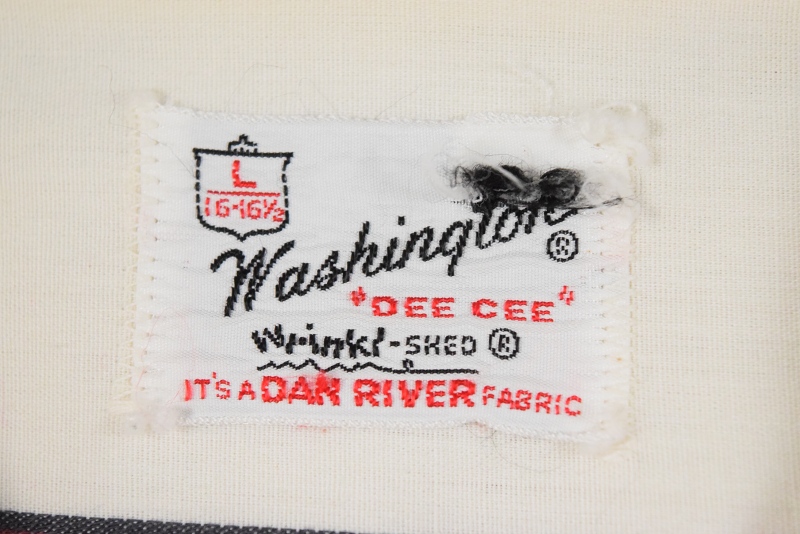 L
16-16½
Washington®
"DEE CEE"
Wrinkl-SHED®
IT'S A DAN RIVER FABRIC